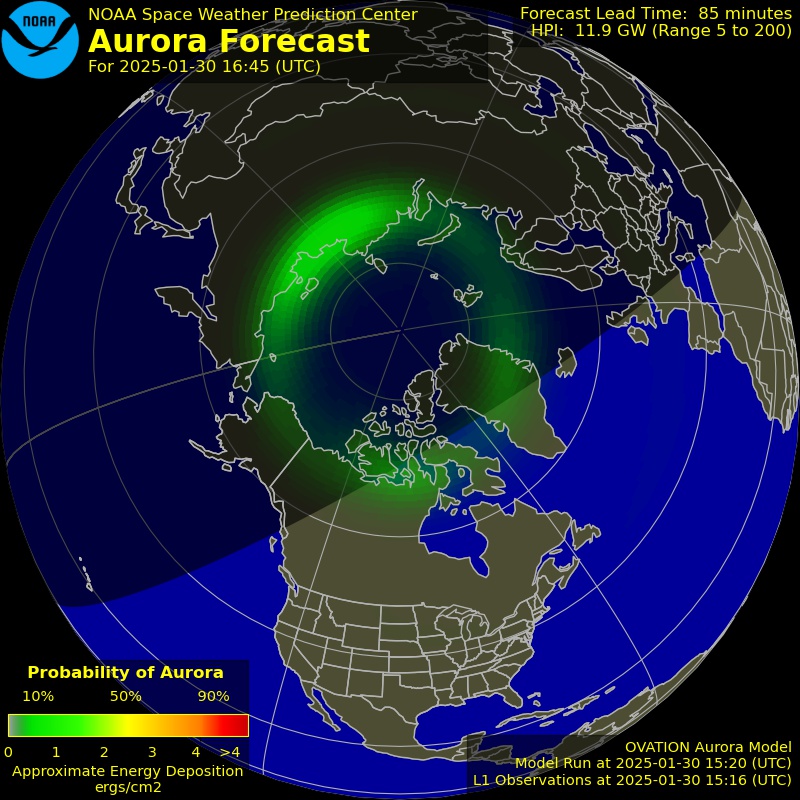 NOAA
NOAA Space Weather Prediction Center
Aurora Forecast
For 2025-01-30 16:45 (UTC)
Forecast Lead Time: 85 minutes
HPI: 11.9 GW (Range 5 to 200)
Probability of Aurora
10% 50% 90%
0 1 2 3 4 >4
Approximate Energy Deposition
ergs/cm2
OVATION Aurora Model
Model Run at 2025-01-30 15:20 (UTC)
L1 Observations at 2025-01-30 15:16 (UTC)